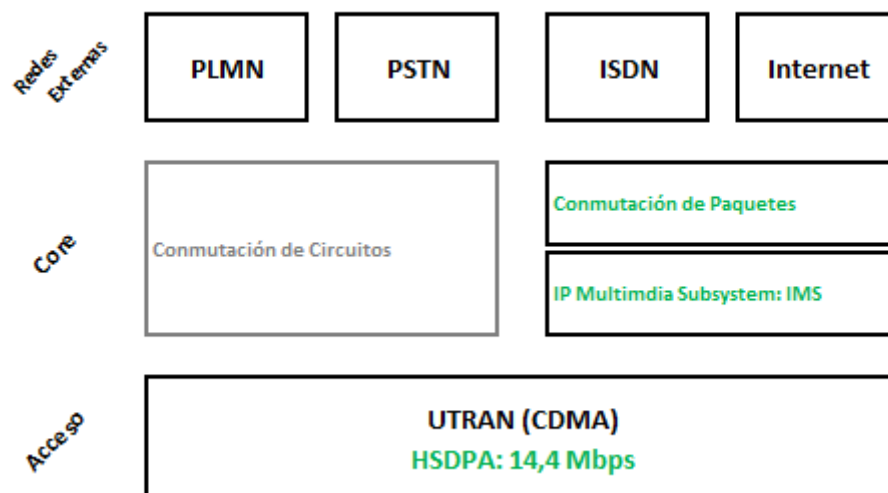 Redes
Externas
PLMN
PSTN
ISDN
Internet
Core
Conmutación de Circuitos
Conmutación de Paquetes
IP Multimdia Subsystem: IMS
Acceso
UTRAN (CDMA)
HSDPA: 14,4 Mbps